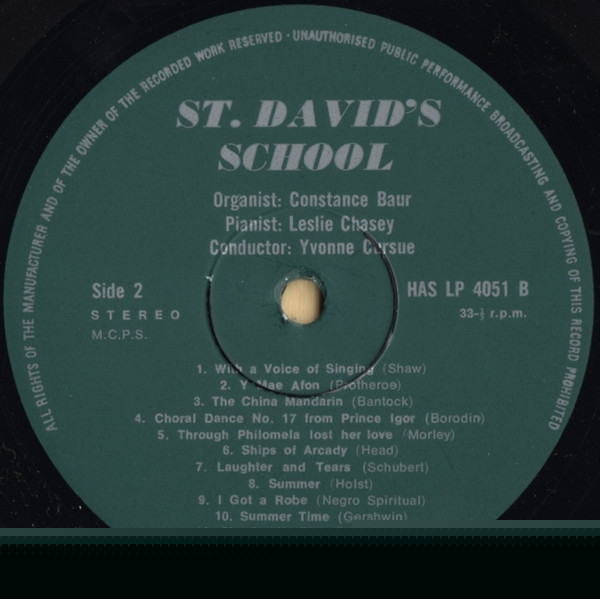 ALL RIGHTS OF THE MANUFACTURER AND OF THE OWNER OF THE RECORDED WORK RESERVED · UNAUTHORISED PUBLIC PERFORMANCE BROADCASTING AND COPYING OF THIS RECORD PROHIBITED
ST. DAVID'S
SCHOOL
Organist: Constance Baur
Pianist: Leslie Chasey
Conductor: Yvonne Cursue
Side 2
HAS LP 4051 B
STEREO
33-⅓ r.p.m.
M.C.P.S.
1. With a Voice of Singing (Shaw)
2. Y Mae Afon (Protheroe)
3. The China Mandarin (Bantock)
4. Choral Dance No. 17 from Prince Igor (Borodin)
5. Through Philomela lost her love (Morley)
6. Ships of Arcady (Head)
7. Laughter and Tears (Schubert)
8. Summer (Holst)
9. I Got a Robe (Negro Spiritual)
10. Summer Time (Gershwin)